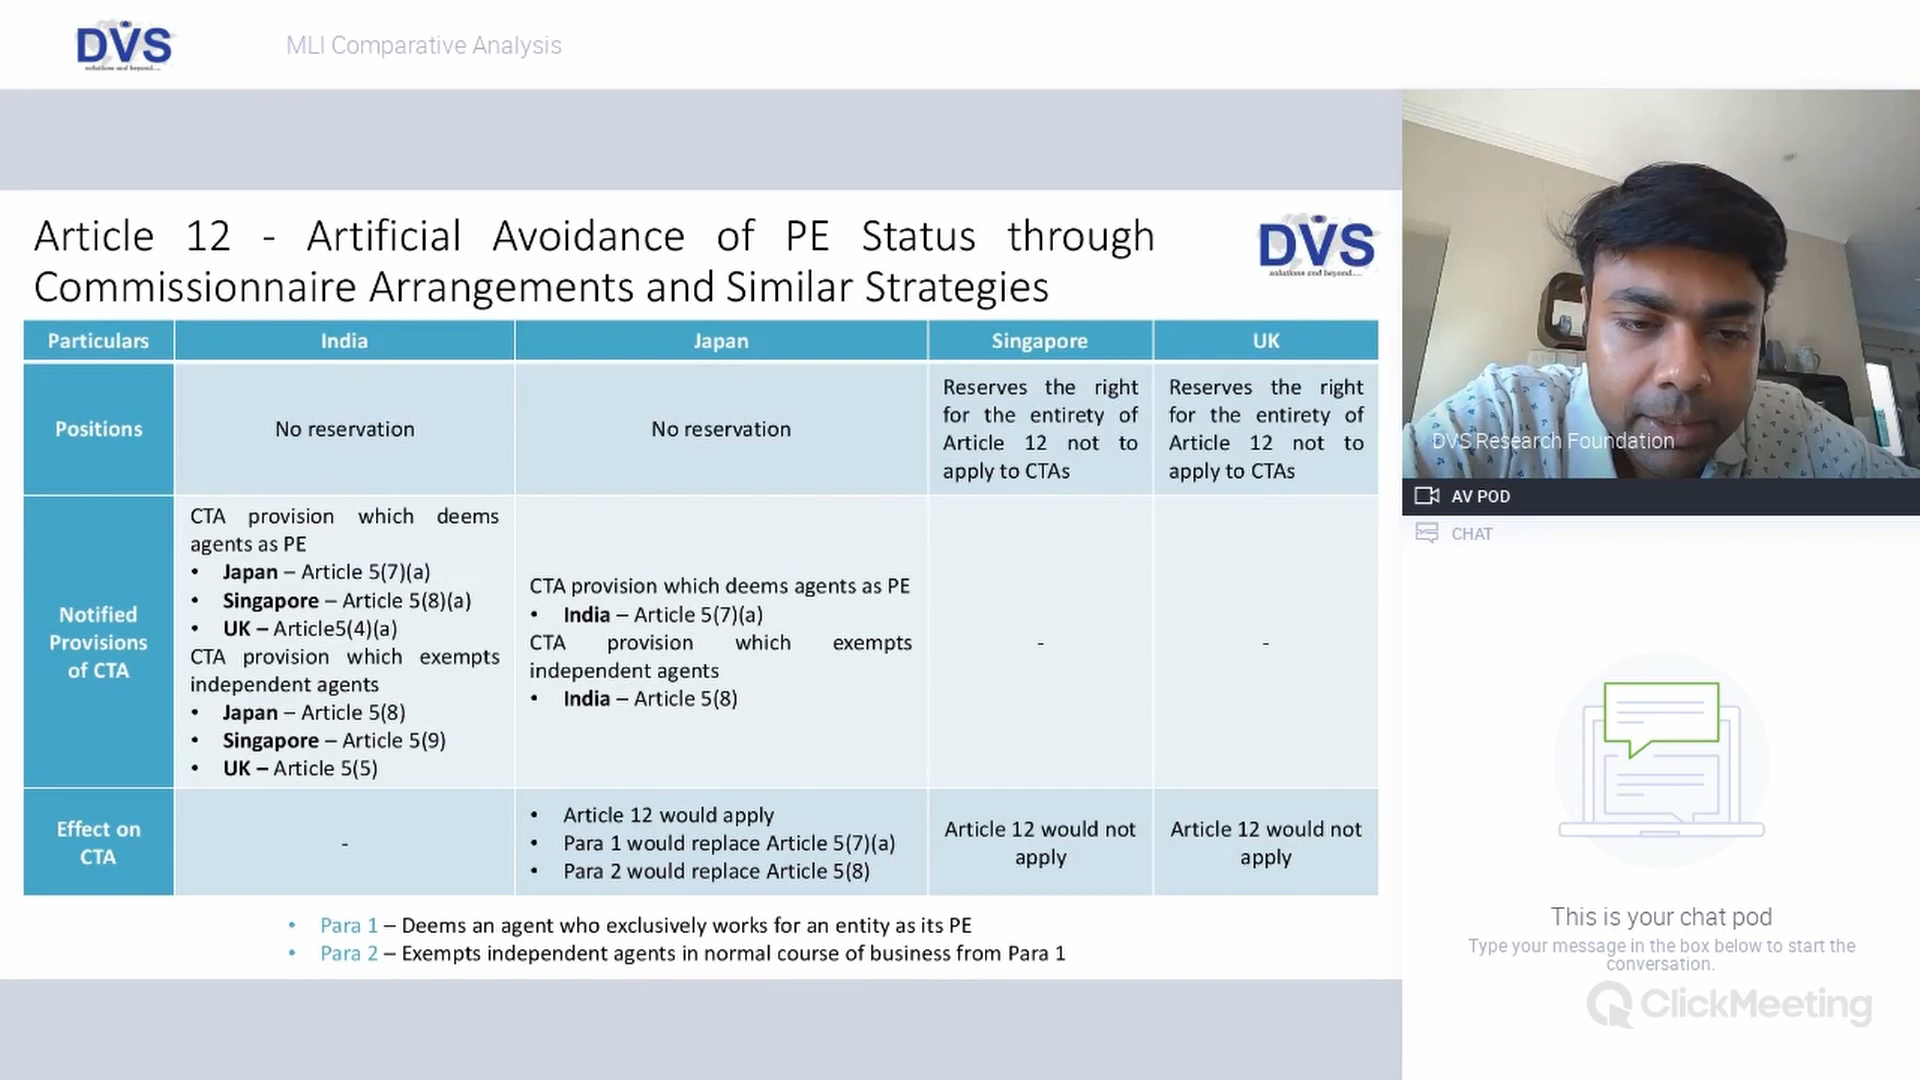 DVS
solutions and beyond....
MLI Comparative Analysis
Article 12 - Artificial Avoidance of PE Status through
Commissionnaire Arrangements and Similar Strategies
DVS
solutions and beyond....
Particulars
India
Japan
Singapore
UK
Positions
No reservation
No reservation
Reserves the right
for the entirety of
Article 12 not to
apply to CTAs
Reserves the right
for the entirety of
Article 12 not to
apply to CTAs
Notified
Provisions
of CTA
CTA provision which deems
agents as PE
• Japan – Article 5(7)(a)
• Singapore – Article 5(8)(a)
• UK – Article5(4)(a)
CTA provision which exempts
independent agents
• Japan – Article 5(8)
• Singapore – Article 5(9)
• UK – Article 5(5)
CTA provision which deems agents as PE
• India – Article 5(7)(a)
CTA provision which exempts
independent agents
• India – Article 5(8)
-
-
Effect on
CTA
-
• Article 12 would apply
• Para 1 would replace Article 5(7)(a)
• Para 2 would replace Article 5(8)
Article 12 would not
apply
Article 12 would not
apply
• Para 1 – Deems an agent who exclusively works for an entity as its PE
• Para 2 – Exempts independent agents in normal course of business from Para 1
DVS Research Foundation
AV POD
CHAT
This is your chat pod
Type your message in the box below to start the
conversation.
ClickMeeting